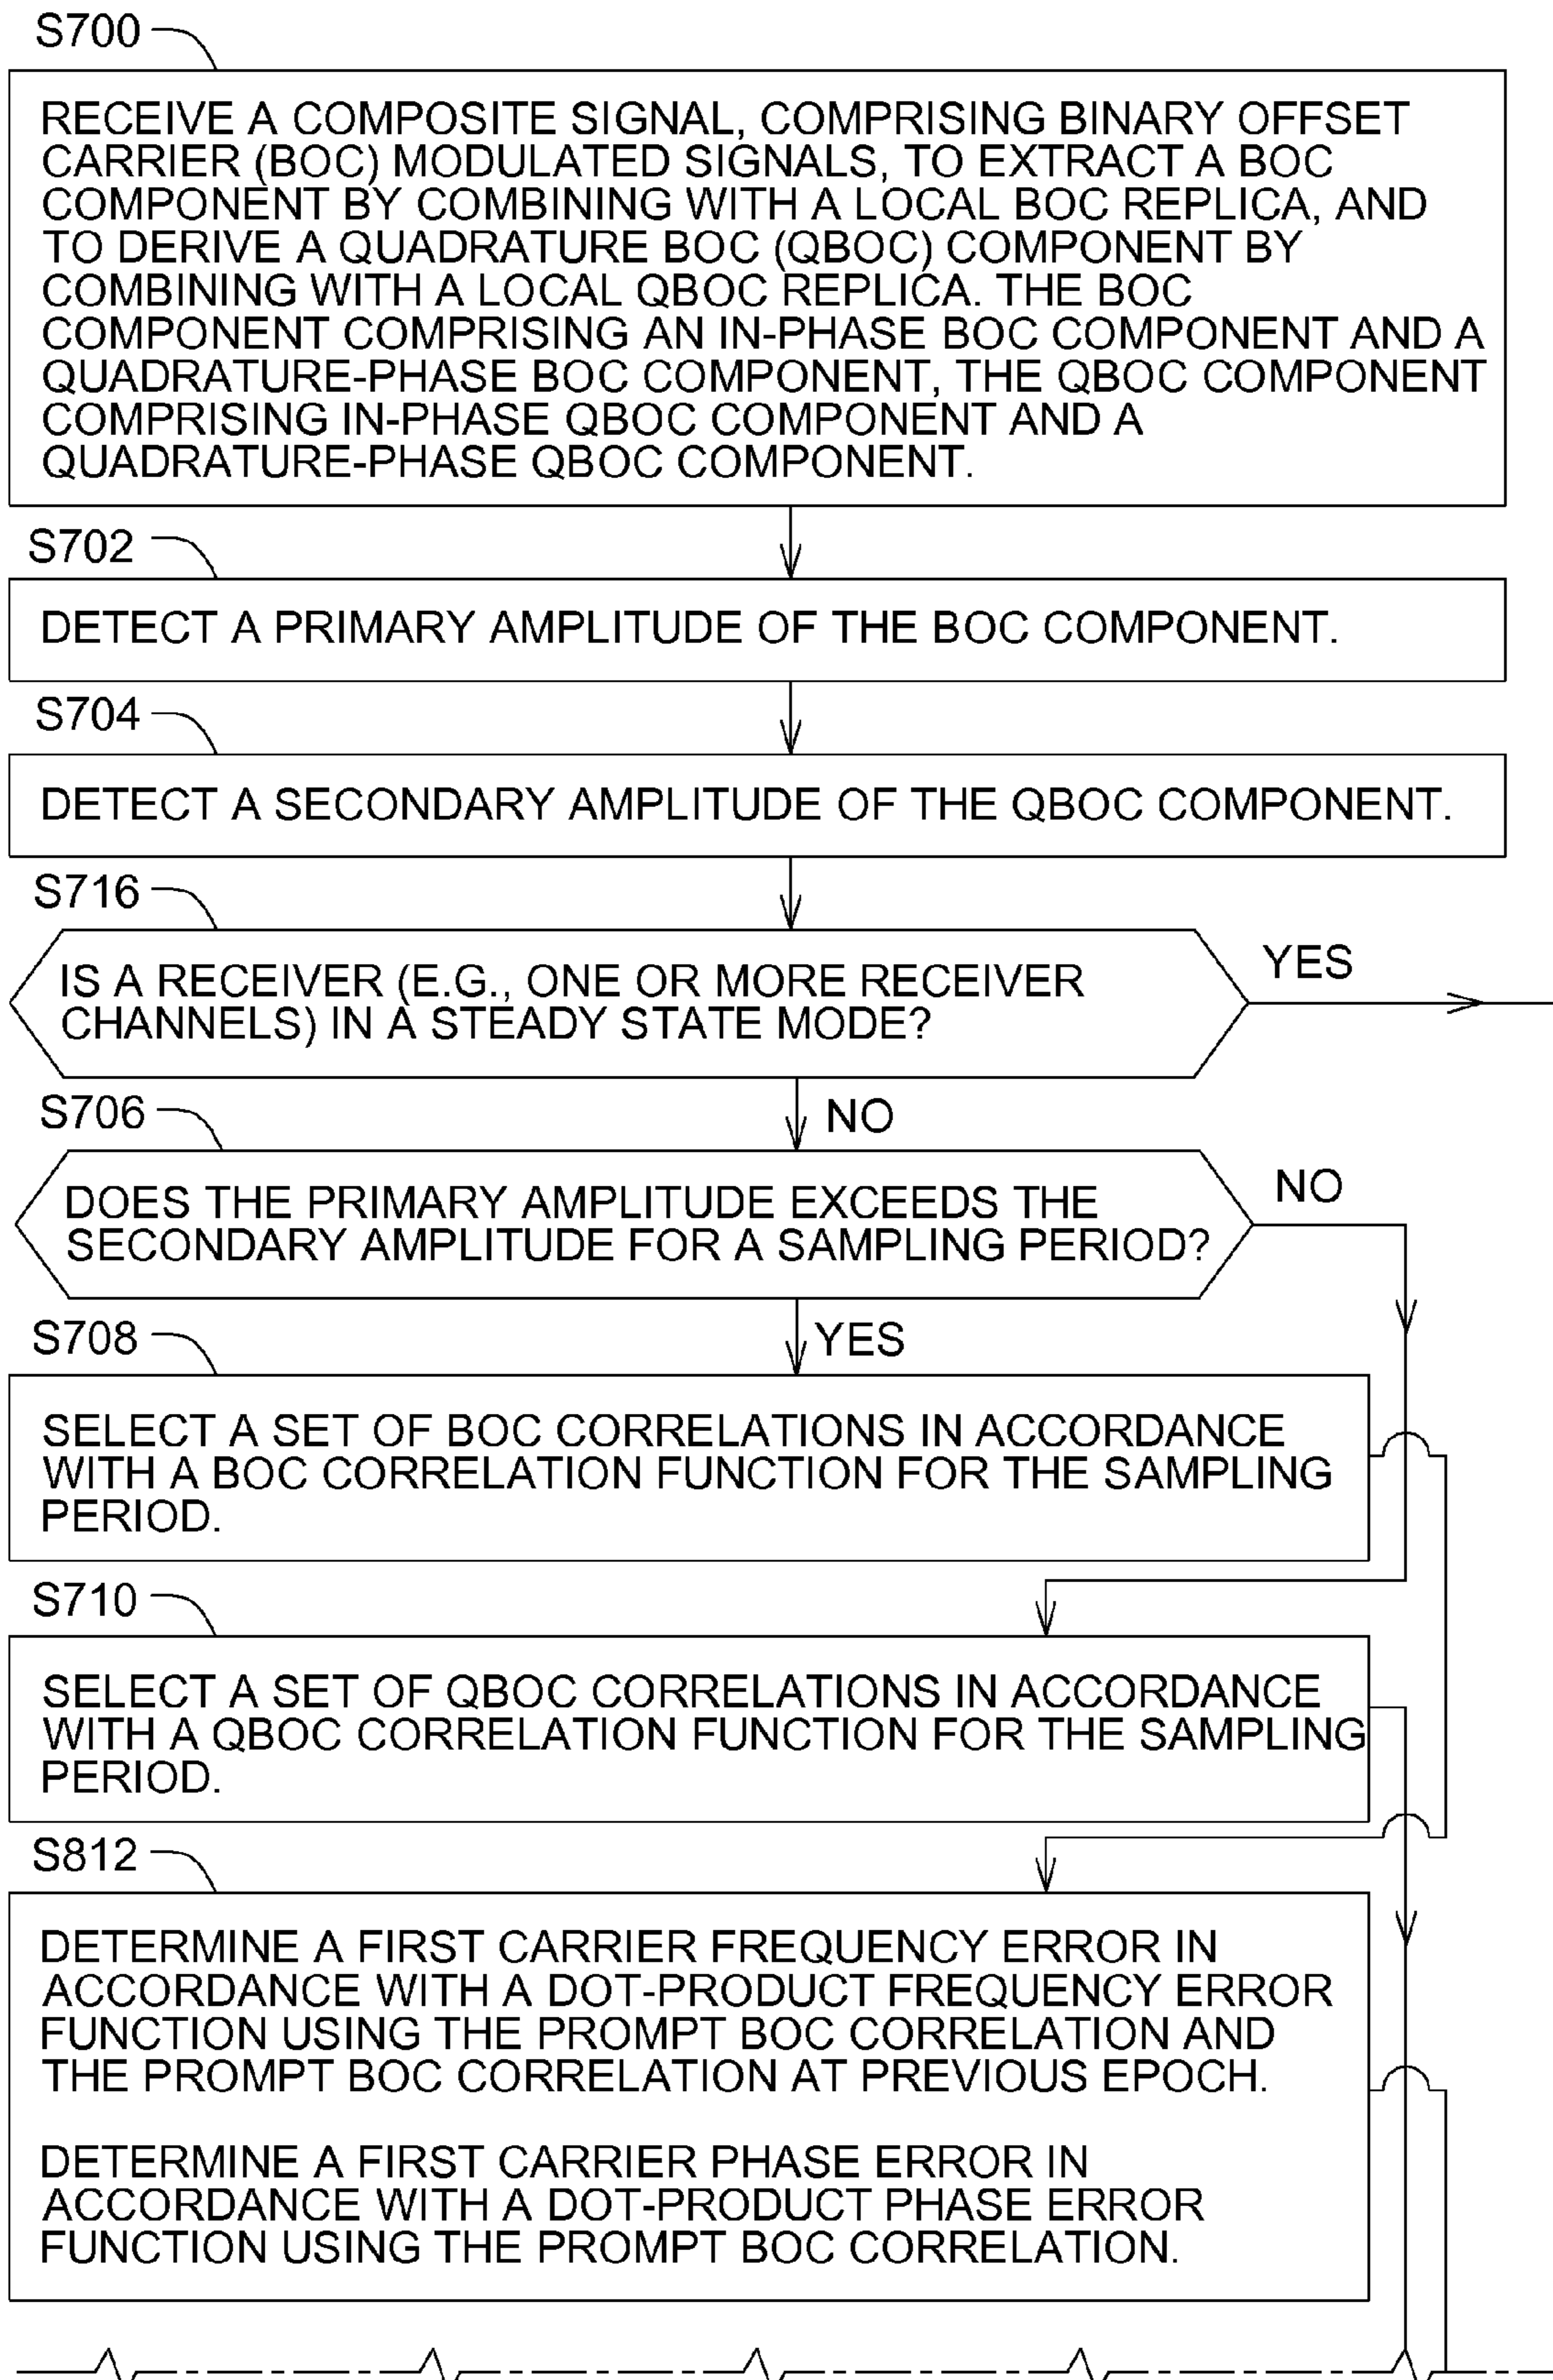 S700
RECEIVE A COMPOSITE SIGNAL, COMPRISING BINARY OFFSET
CARRIER (BOC) MODULATED SIGNALS, TO EXTRACT A BOC
COMPONENT BY COMBINING WITH A LOCAL BOC REPLICA, AND
TO DERIVE A QUADRATURE BOC (QBOC) COMPONENT BY
COMBINING WITH A LOCAL QBOC REPLICA. THE BOC
COMPONENT COMPRISING AN IN-PHASE BOC COMPONENT AND A
QUADRATURE-PHASE BOC COMPONENT, THE QBOC COMPONENT
COMPRISING IN-PHASE QBOC COMPONENT AND A
QUADRATURE-PHASE QBOC COMPONENT.
S702
DETECT A PRIMARY AMPLITUDE OF THE BOC COMPONENT.
S704
DETECT A SECONDARY AMPLITUDE OF THE QBOC COMPONENT.
S716
IS A RECEIVER (E.G., ONE OR MORE RECEIVER
CHANNELS) IN A STEADY STATE MODE?
YES
NO
S706
DOES THE PRIMARY AMPLITUDE EXCEEDS THE
SECONDARY AMPLITUDE FOR A SAMPLING PERIOD?
NO
YES
S708
SELECT A SET OF BOC CORRELATIONS IN ACCORDANCE
WITH A BOC CORRELATION FUNCTION FOR THE SAMPLING
PERIOD.
S710
SELECT A SET OF QBOC CORRELATIONS IN ACCORDANCE
WITH A QBOC CORRELATION FUNCTION FOR THE SAMPLING
PERIOD.
S812
DETERMINE A FIRST CARRIER FREQUENCY ERROR IN
ACCORDANCE WITH A DOT-PRODUCT FREQUENCY ERROR
FUNCTION USING THE PROMPT BOC CORRELATION AND
THE PROMPT BOC CORRELATION AT PREVIOUS EPOCH.
DETERMINE A FIRST CARRIER PHASE ERROR IN
ACCORDANCE WITH A DOT-PRODUCT PHASE ERROR
FUNCTION USING THE PROMPT BOC CORRELATION.